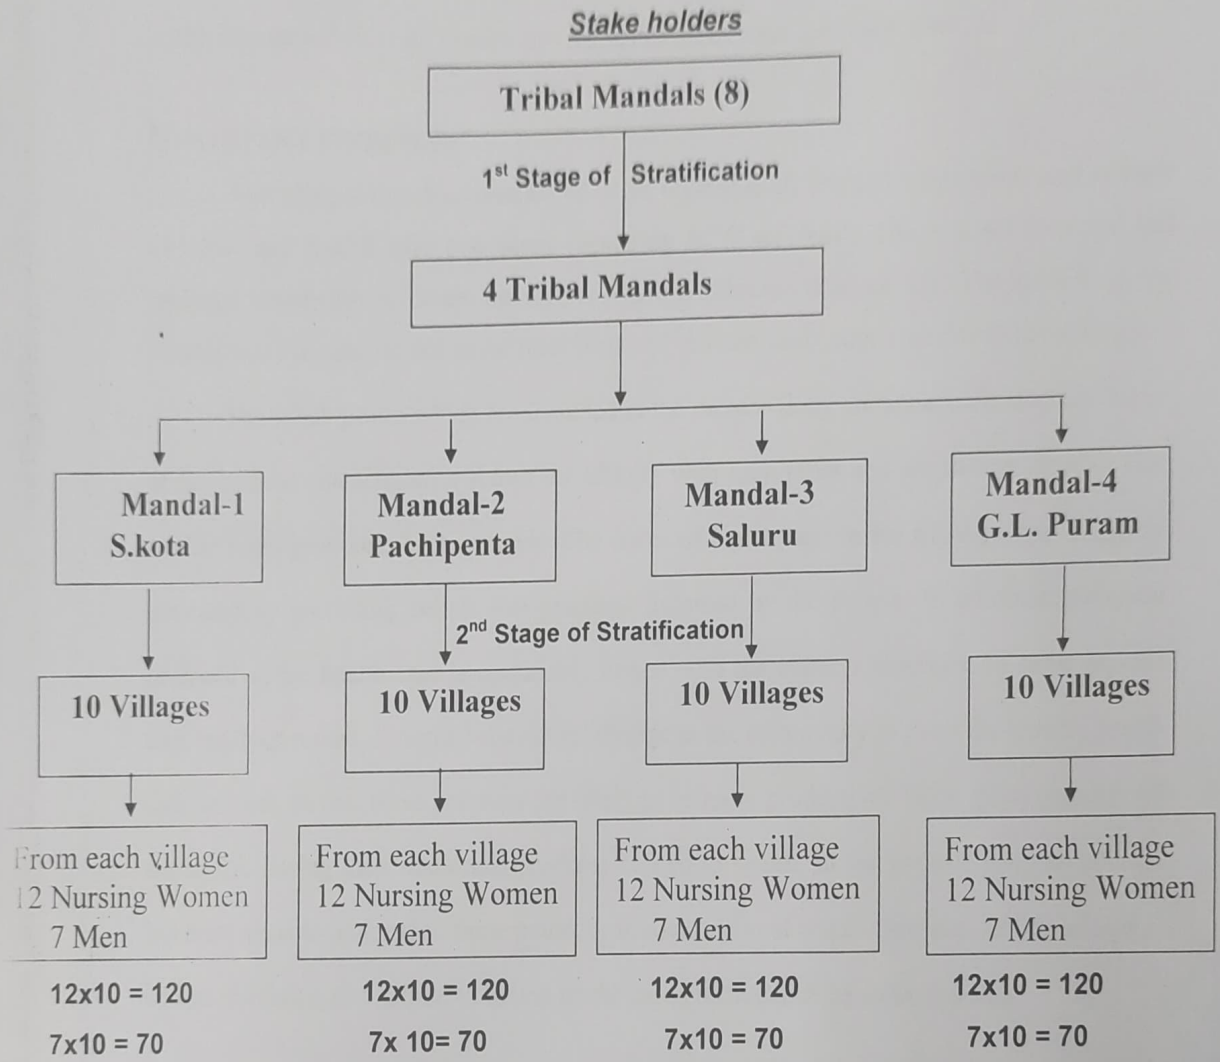 Stake holders
Tribal Mandals (8)
1st Stage of Stratification
4 Tribal Mandals
Mandal-1
S.kota
Mandal-2
Pachipenta
Mandal-3
Saluru
Mandal-4
G.L. Puram
2nd Stage of Stratification
10 Villages
10 Villages
10 Villages
10 Villages
From each village
12 Nursing Women
7 Men
From each village
12 Nursing Women
7 Men
From each village
12 Nursing Women
7 Men
From each village
12 Nursing Women
7 Men
12x10 = 120
7x10 = 70
12x10 = 120
7x 10= 70
12x10 = 120
7x10 = 70
12x10 = 120
7x10 = 70